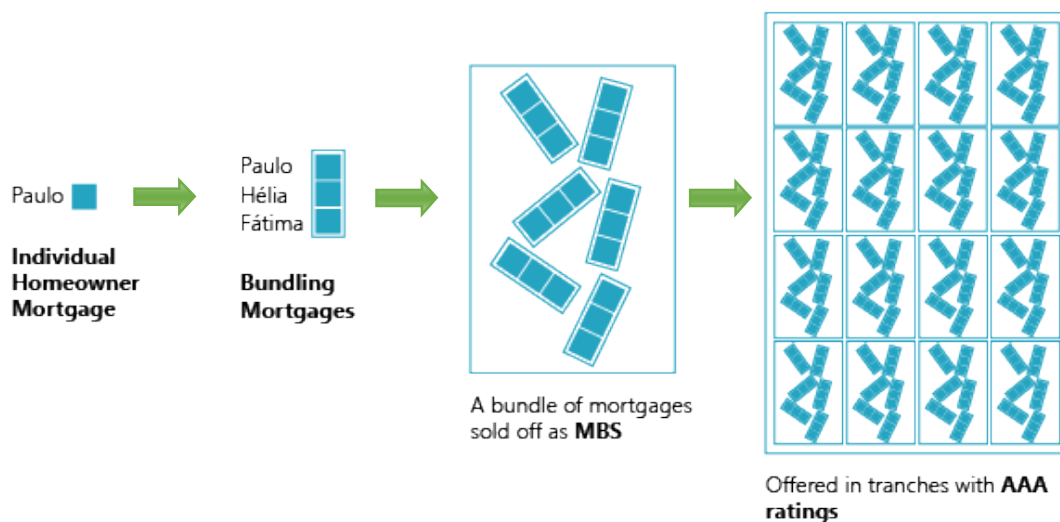 Paulo
Individual
Homeowner
Mortgage
Paulo
Hélia
Fátima
Bundling
Mortgages
A bundle of mortgages
sold off as MBS
Offered in tranches with AAA
ratings